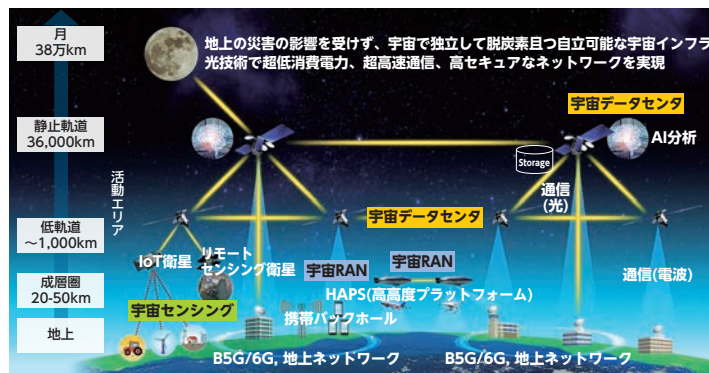 月
38万km
地上の災害の影響を受けず、宇宙で独立して脱炭素且つ自立可能な宇宙インフラ
光技術で超低消費電力、超高速通信、高セキュアなネットワークを実現
宇宙データセンタ
静止軌道
36,000km
AI分析
Storage
通信
(光)
活動エリア
宇宙データセンタ
低軌道
～1,000km
IoT衛星
リモート
センシング衛星
宇宙RAN
宇宙RAN
通信(電波)
成層圏
20-50km
HAPS(高高度プラットフォーム)
宇宙センシング
携帯バックホール
地上
B5G/6G, 地上ネットワーク
B5G/6G, 地上ネットワーク